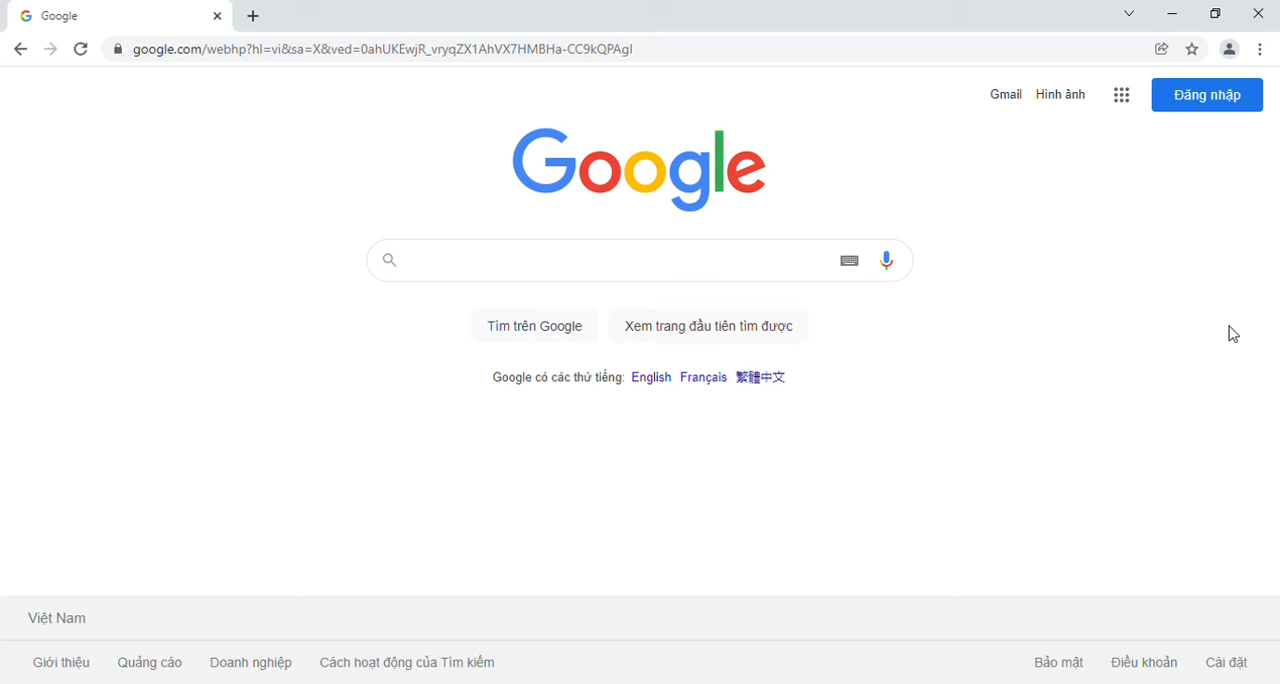 Google
google.com/webhp?hl=vi&sa=X&ved=0ahUKEwjR_vryqZX1AhVX7HMBHa-CC9kQPAgI
Gmail Hình ảnh Đăng nhập
Google
Tìm trên Google Xem trang đầu tiên tìm được
Google có các thứ tiếng: English Français 繁體中文
Việt Nam
Giới thiệu Quảng cáo Doanh nghiệp Cách hoạt động của Tìm kiếm Bảo mật Điều khoản Cài đặt